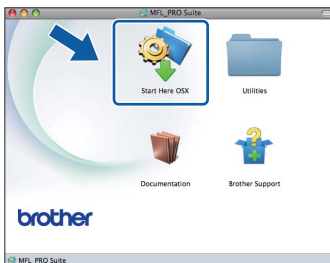 MFL_PRO Suite
Start Here OSX
Utilities
Documentation
Brother Support
brother
MFL_PRO Suite